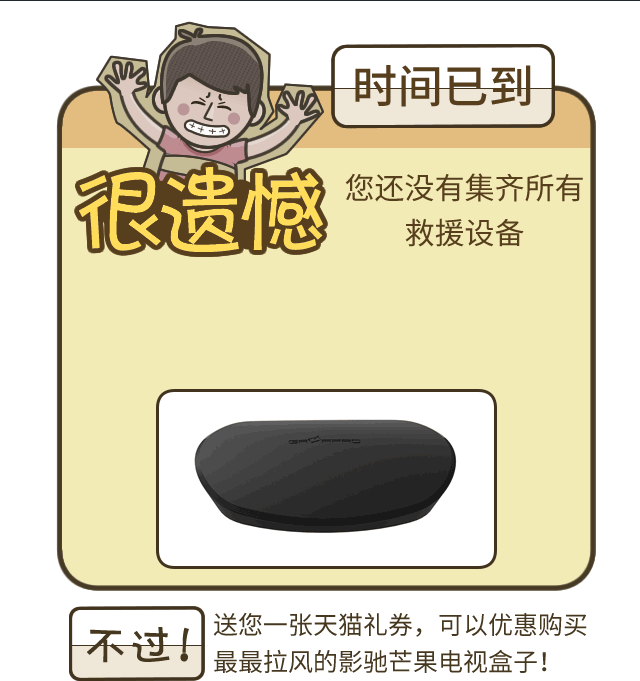 时间已到
很遗憾
您还没有集齐所有
救援设备
不过!
送您一张天猫礼券，可以优惠购买
最最拉风的影驰芒果电视盒子!